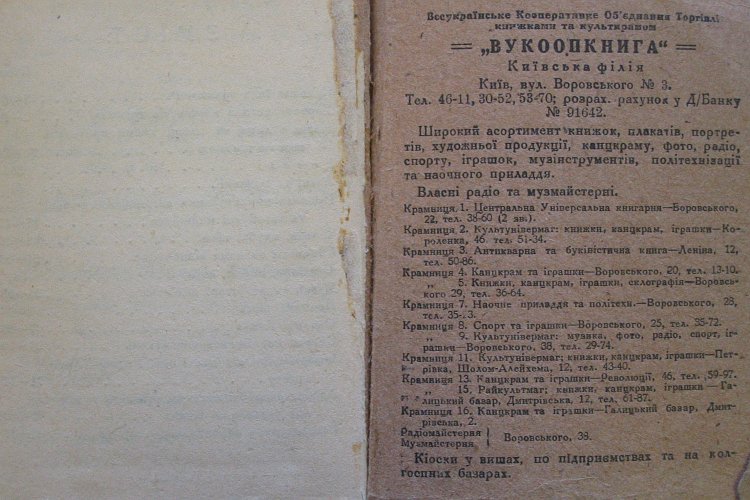 Всеукраїнське Кооперативне Об'єднання Торгівлі
книжками та культкрамом
„ВУКООПКНИГА"
Київська філія
Київ, вул. Воровського № 3.
Тел. 46-11, 30-52, 53-70; розрах. рахунок у Д/Банку
№ 91642.
Широкий асортимент книжок, плакатів, портре-
тів, художньої продукції, канцкраму, фото, радіо,
спорту, іграшок, музінструментів, політехнізації
та наочного приладдя.
Власні радіо та музмайстерні.
Крамниця 1. Центральна Універсальна книгарня—Воровського,
22, тел. 38-60 (2 дзв.).
Крамниця 2. Культунівермаг: книжки, канцкрам, іграшки—Ко-
роленка, 46. тел. 51-34.
Крамниця 3. Антикварна та букіністична книга—Леніна, 12,
тел. 50-86.
Крамниця 4. Канцкрам та іграшки—Воровського, 20, тел. 13-10.
„ 5. Книжки, канцкрам, іграшки, склографія—Воровсь-
кого 29, тел. 36-64.
Крамниця 7. Наочне приладдя та політехн.—Воровського, 28,
тел. 35- 3.
Крамниця 8. Спорт та іграшки—Воровського, 25, тел. 35-72.
„ 9. Культунівермаг: музика, фото, радіо, спорт, іг-
рашки—Воровського, 38, тел. 29-74.
Крамниця 11. Культунівермаг; книжки, канцкрам, іграшки—Пет-
рівка, Шолом-Алейхема, 12, тел. 43-40.
Крамниця 13. Канцкрам та іграшки—Революції, 46, тел. 59-97.
„ 15. Райкультмаг; книжки, канцкрам, іграшки—Га-
лицький базар, Дмитрівська, 12, тел. 61-87.
Крамниця 16. Канцкрам та іграшки—Галицький базар, Дмит-
рівська, 2.
Радіомайстерня
Музмайстерня Воровського, 38.
Кіоски у вишах, по підприємствах та на кол-
госпних базарах.